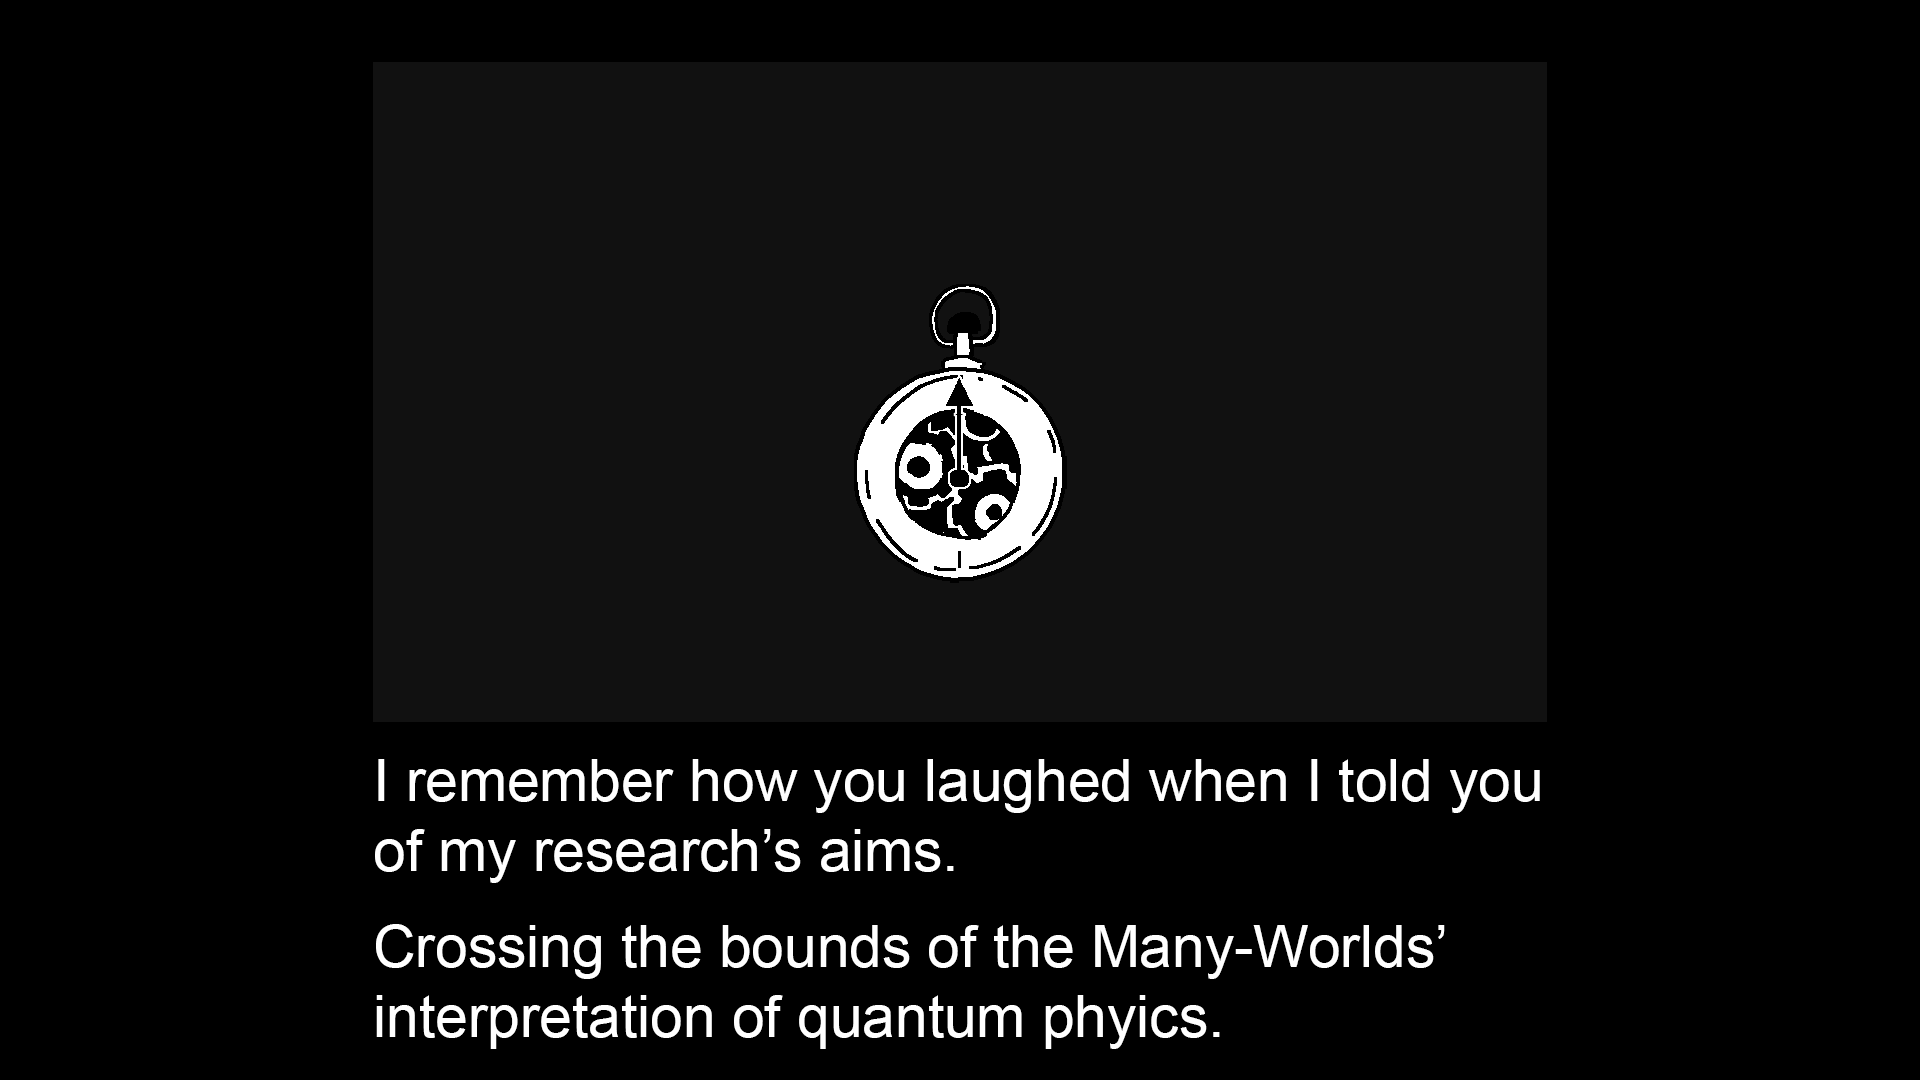 I remember how you laughed when I told you
of my research’s aims.
Crossing the bounds of the Many-Worlds’
interpretation of quantum phyics.